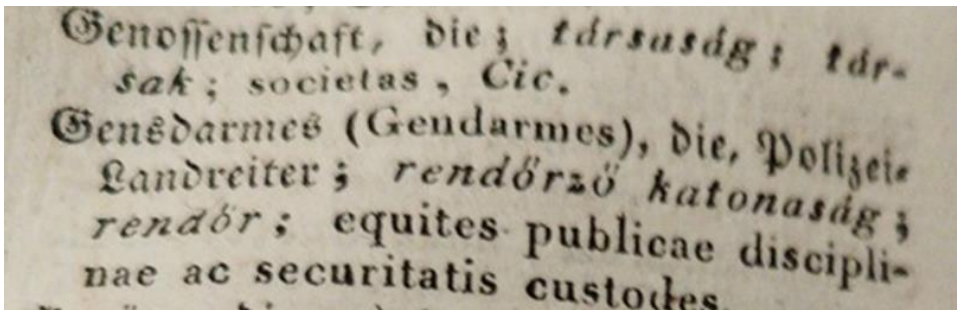 Genossenschaft, die; társaság; tár-
sak; societas, Cic.
Gensdarmes (Gendarmes), die, Polizei-
Landreiter; rendőrző katonaság;
rendőr; equites publicae discipli-
nae ac securitatis custodes.